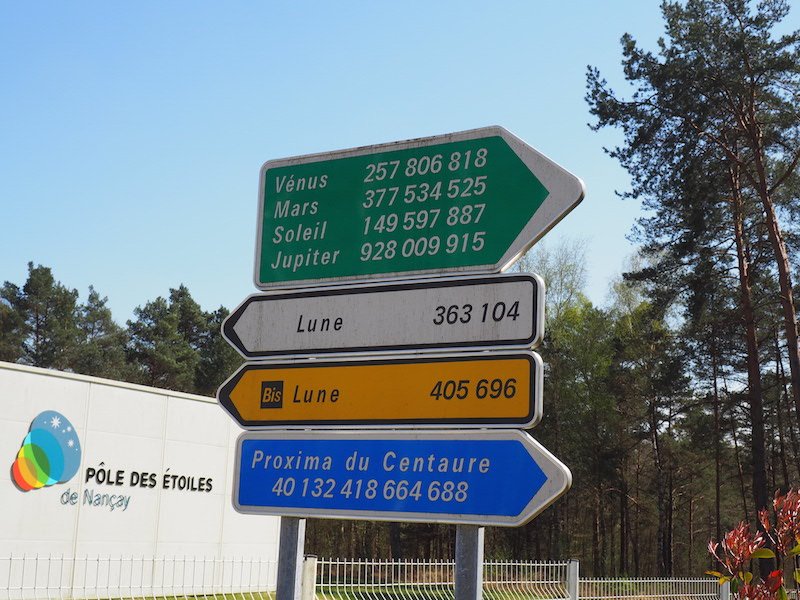 Vénus 257 806 818
Mars 377 534 525
Soleil 149 597 887
Jupiter 928 009 915
Lune 363 104
Bis Lune 405 696
Proxima du Centaure
40 132 418 664 688
PÔLE DES ÉTOILES
de Nançay